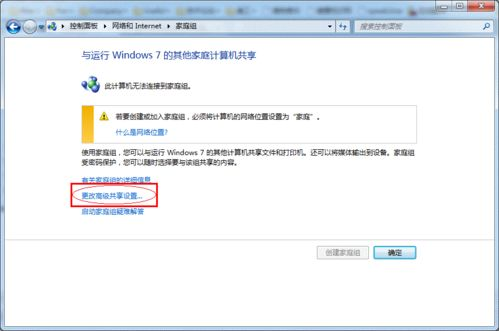 控制面板 ▸ 网络和 Internet ▸ 家庭组
搜索控制面板
与运行 Windows 7 的其他家庭计算机共享
此计算机无法连接到家庭组。
若要创建或加入家庭组，必须将计算机的网络位置设置为“家庭”。
什么是网络位置?
使用家庭组，您可以与运行 Windows 7 的其他计算机共享文件和打印机。还可以将媒体输出到设备。家庭组
受密码保护，您可以随时选择要与该组共享的内容。
有关家庭组的详细信息
更改高级共享设置...
启动家庭组疑难解答
创建家庭组
确定